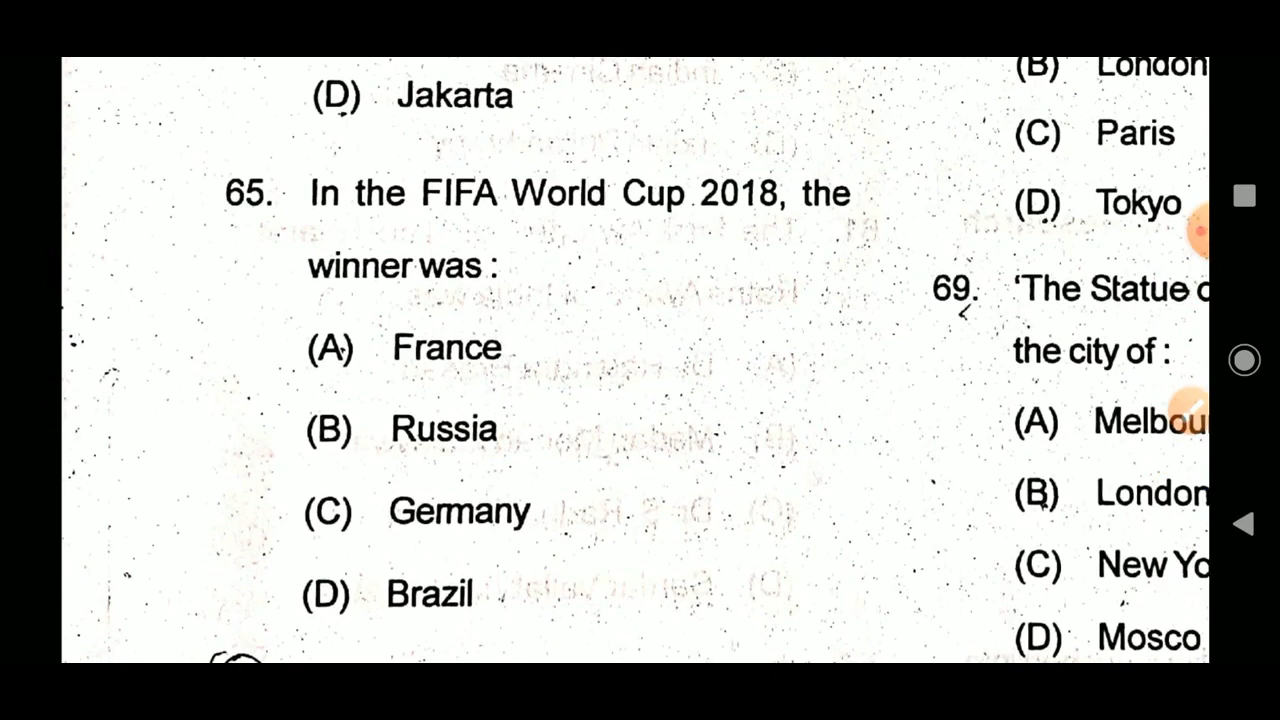 (D) Jakarta
65. In the FIFA World Cup 2018, the
winner was :
(A) France
(B) Russia
(C) Germany
(D) Brazil
(B) London
(C) Paris
(D) Tokyo
69. 'The Statue
the city of :
(A) Melbou
(B) London
(C) New Yo
(D) Mosco